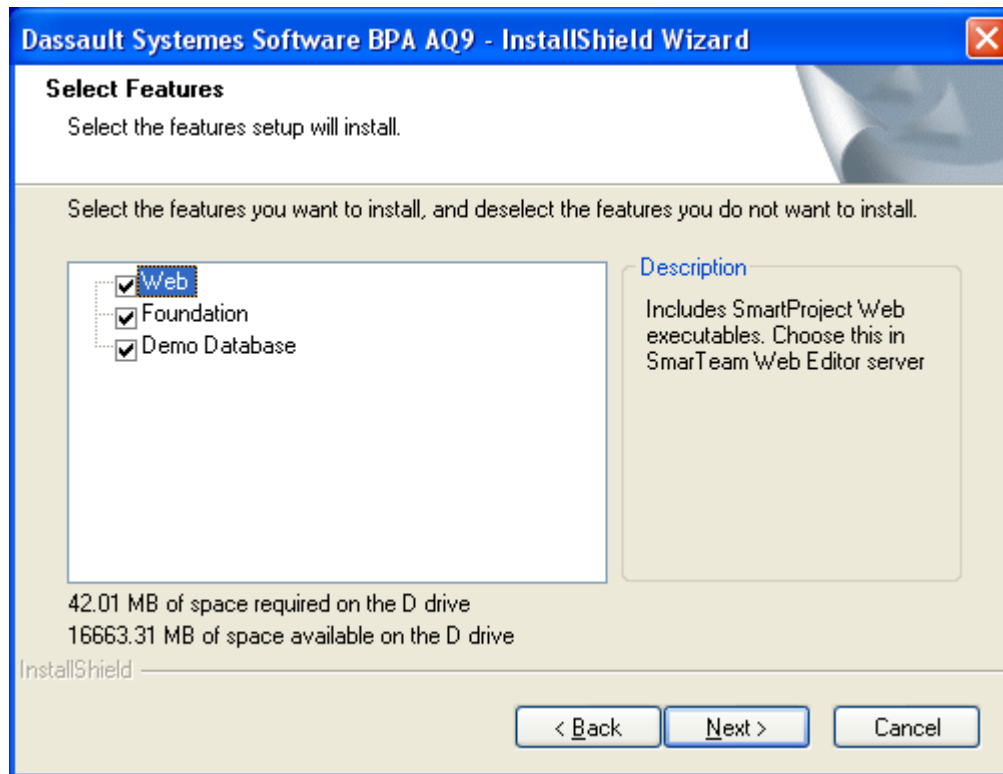 Dassault Systemes Software BPA AQ9 - InstallShield Wizard
Select Features
Select the features setup will install.
Select the features you want to install, and deselect the features you do not want to install.
Web
Foundation
Demo Database
Description
Includes SmartProject Web
executables. Choose this in
SmarTeam Web Editor server
42.01 MB of space required on the D drive
16663.31 MB of space available on the D drive
InstallShield
< Back
Next >
Cancel